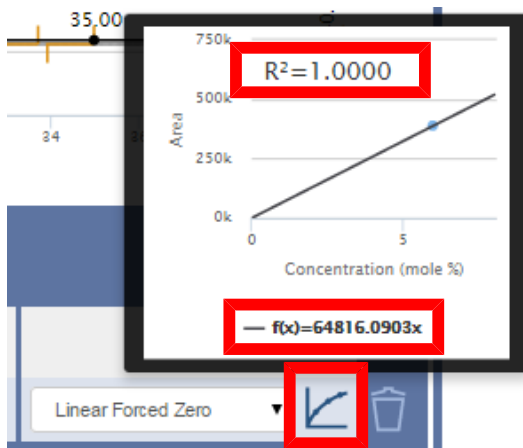 35.00
750k
R²=1.0000
500k
Area
250k
0k
0 5
Concentration (mole %)
34
f(x)=64816.0903x
Linear Forced Zero